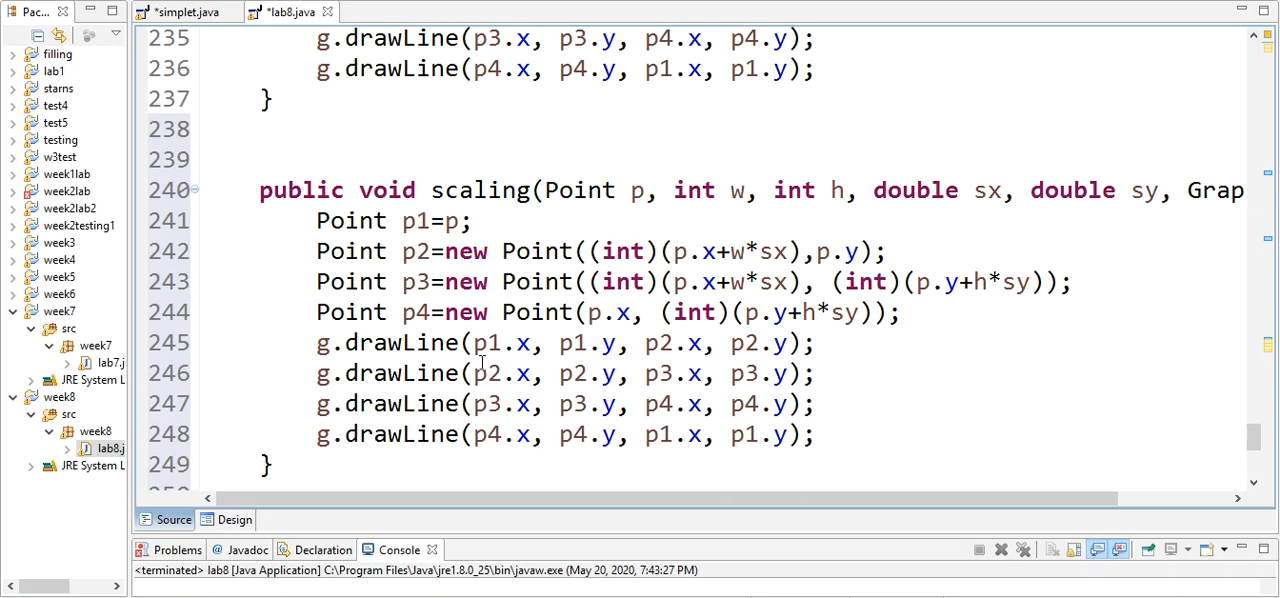 Pac...
*simplet.java
*lab8.java
filling
lab1
starns
test4
test5
testing
w3test
week1lab
week2lab
week2lab2
week2testing1
week3
week4
week5
week6
week7
src
week7
lab7.j
JRE System L
week8
src
week8
lab8.j
JRE System L
235 g.drawLine(p3.x, p3.y, p4.x, p4.y);
236 g.drawLine(p4.x, p4.y, p1.x, p1.y);
237 }
238
239
240 public void scaling(Point p, int w, int h, double sx, double sy, Grap
241 Point p1=p;
242 Point p2=new Point((int)(p.x+w*sx),p.y);
243 Point p3=new Point((int)(p.x+w*sx), (int)(p.y+h*sy));
244 Point p4=new Point(p.x, (int)(p.y+h*sy));
245 g.drawLine(p1.x, p1.y, p2.x, p2.y);
246 g.drawLine(p2.x, p2.y, p3.x, p3.y);
247 g.drawLine(p3.x, p3.y, p4.x, p4.y);
248 g.drawLine(p4.x, p4.y, p1.x, p1.y);
249 }
Source Design
Problems @ Javadoc Declaration Console
<terminated> lab8 [Java Application] C:\Program Files\Java\jre1.8.0_25\bin\javaw.exe (May 20, 2020, 7:43:27 PM)